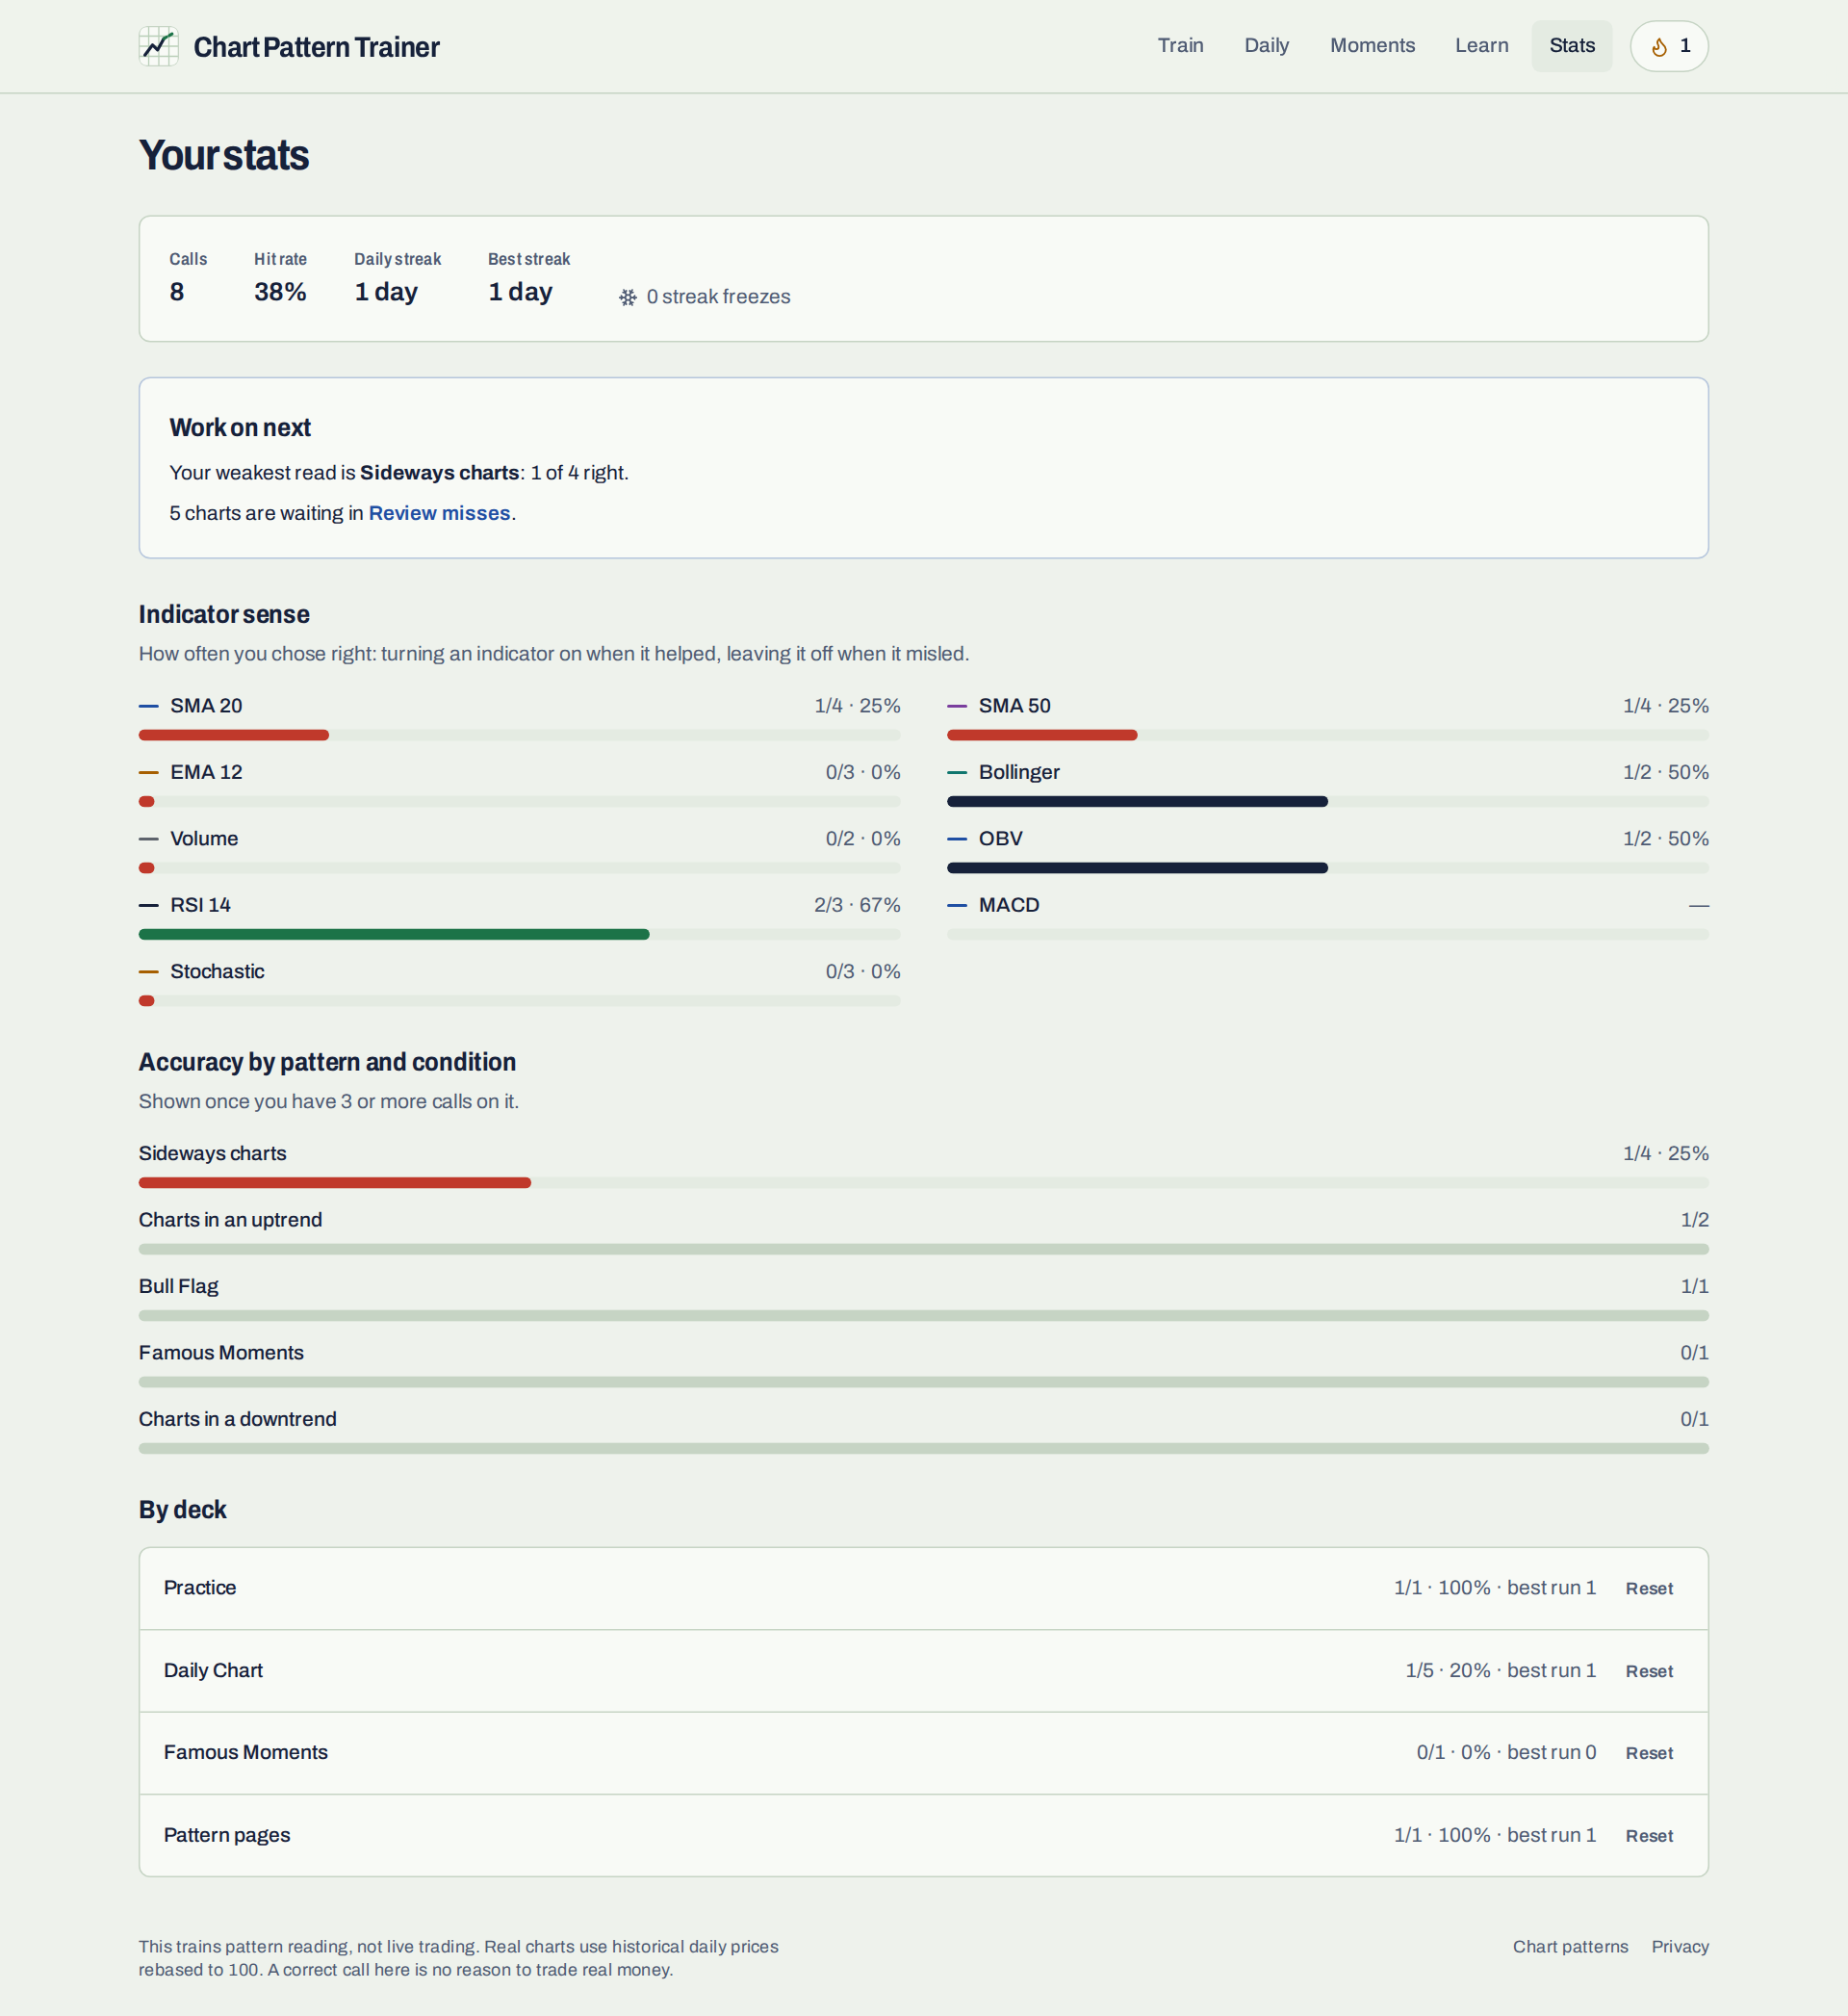 Chart Pattern Trainer
Train
Daily
Moments
Learn
Stats
1
Your stats
Calls
8
Hit rate
38%
Daily streak
1 day
Best streak
1 day
0 streak freezes
Work on next
Your weakest read is Sideways charts: 1 of 4 right.
5 charts are waiting in Review misses.
Indicator sense
How often you chose right: turning an indicator on when it helped, leaving it off when it misled.
SMA 20
1/4 · 25%
SMA 50
1/4 · 25%
EMA 12
0/3 · 0%
Bollinger
1/2 · 50%
Volume
0/2 · 0%
OBV
1/2 · 50%
RSI 14
2/3 · 67%
MACD
—
Stochastic
0/3 · 0%
Accuracy by pattern and condition
Shown once you have 3 or more calls on it.
Sideways charts
1/4 · 25%
Charts in an uptrend
1/2
Bull Flag
1/1
Famous Moments
0/1
Charts in a downtrend
0/1
By deck
Practice
1/1 · 100% · best run 1
Reset
Daily Chart
1/5 · 20% · best run 1
Reset
Famous Moments
0/1 · 0% · best run 0
Reset
Pattern pages
1/1 · 100% · best run 1
Reset
This trains pattern reading, not live trading. Real charts use historical daily prices
rebased to 100. A correct call here is no reason to trade real money.
Chart patterns
Privacy